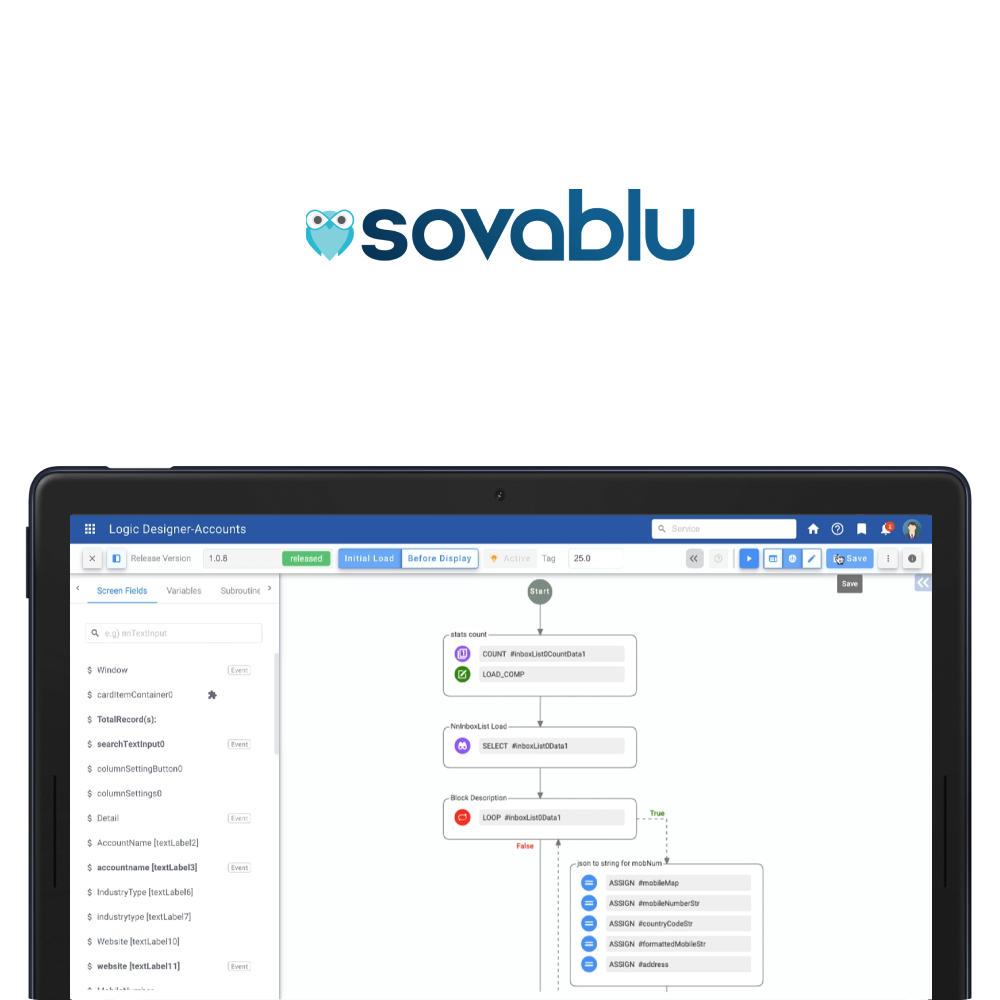 sovablu
Logic Designer-Accounts
Service
1
Release Version
1.0.8
released
Initial Load
Before Display
Active
Tag
25.0
Save
Save
Screen Fields
Variables
Subroutine
e.g) nnTextInput
$ Window Event
$ cardItemContainer0
$ TotalRecord(s):
$ searchTextInput0 Event
$ columnSettingButton0
$ columnSettings0
$ Detail Event
$ AccountName [textLabel2]
$ accountname [textLabel3] Event
$ IndustryType [textLabel6]
$ industrytype [textLabel7]
$ Website [textLabel10]
$ website [textLabel11] Event
Start
stats count
COUNT #inboxList0CountData1
LOAD_COMP
NnInboxList Load
SELECT #inboxList0Data1
Block Description
LOOP #inboxList0Data1
True
False
json to string for mobNum
ASSIGN #mobileMap
ASSIGN #mobileNumberStr
ASSIGN #countryCodeStr
ASSIGN #formattedMobileStr
ASSIGN #address